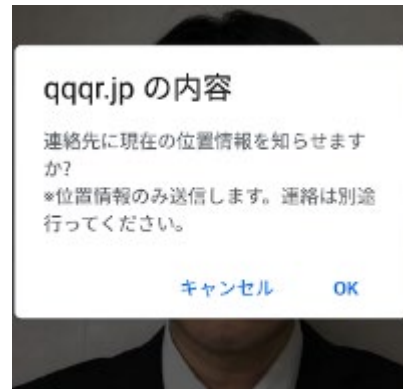 qqqr.jp の内容
連絡先に現在の位置情報を知らせます
か?
※位置情報のみ送信します。連絡は別途
行ってください。
キャンセル OK